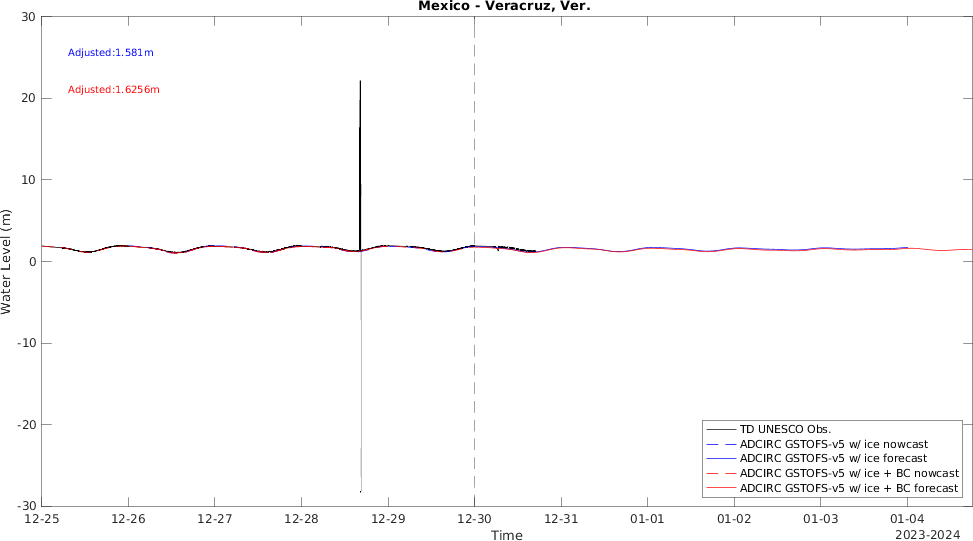 Mexico - Veracruz, Ver.
30
20
10
0
-10
-20
-30
Water Level (m)
Adjusted:1.581m
Adjusted:1.6256m
TD UNESCO Obs.
ADCIRC GSTOFS-v5 w/ ice nowcast
ADCIRC GSTOFS-v5 w/ ice forecast
ADCIRC GSTOFS-v5 w/ ice + BC nowcast
ADCIRC GSTOFS-v5 w/ ice + BC forecast
12-25 12-26 12-27 12-28 12-29 12-30 12-31 01-01 01-02 01-03 01-04
Time
2023-2024